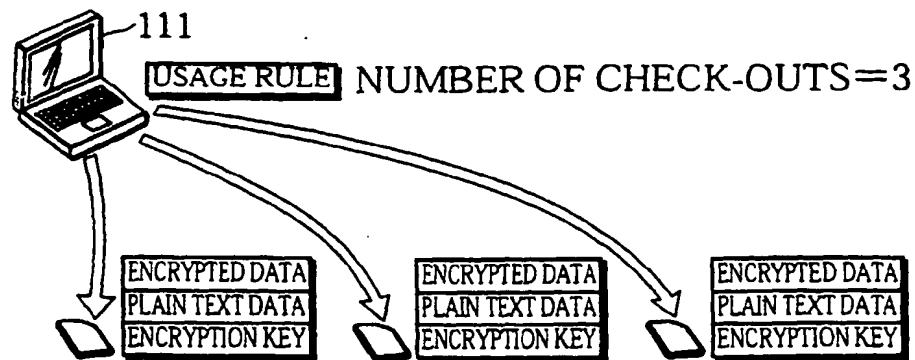 111
USAGE RULE NUMBER OF CHECK-OUTS=3
ENCRYPTED DATA ENCRYPTED DATA ENCRYPTED DATA
PLAIN TEXT DATA PLAIN TEXT DATA PLAIN TEXT DATA
ENCRYPTION KEY ENCRYPTION KEY ENCRYPTION KEY